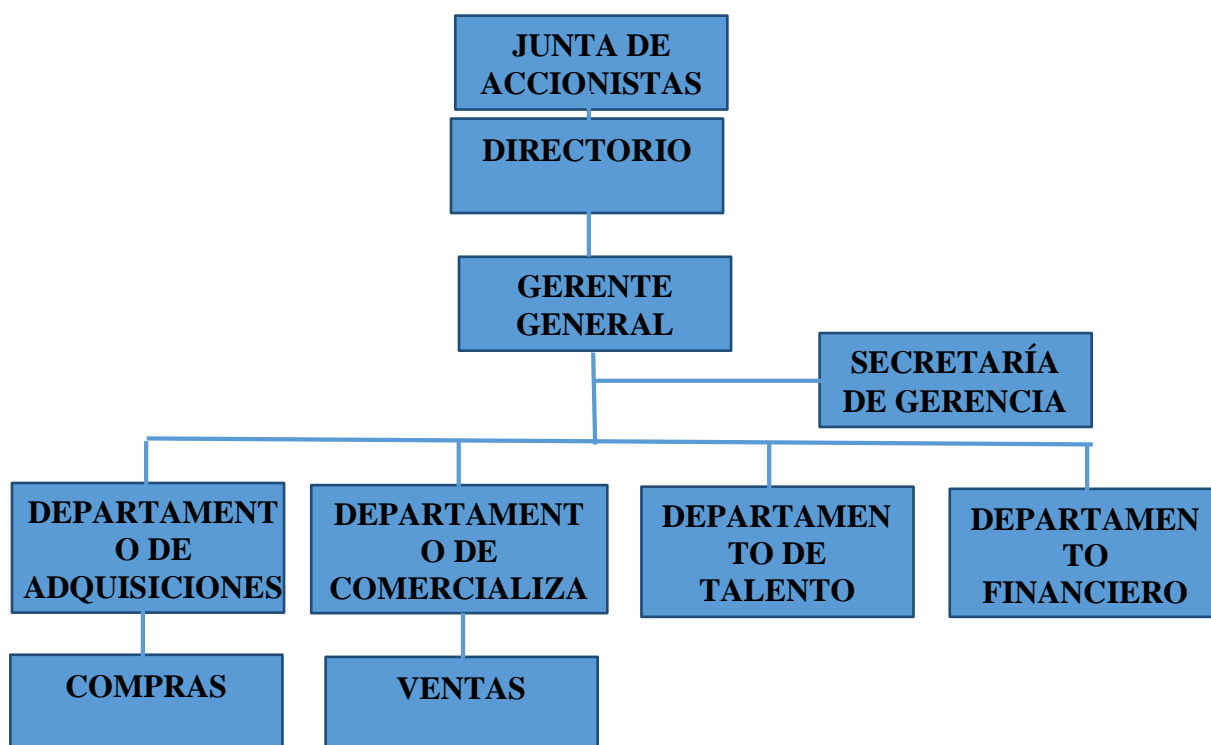 JUNTA DE
ACCIONISTAS
DIRECTORIO
GERENTE
GENERAL
SECRETARÍA
DE GERENCIA
DEPARTAMENT
O DE
ADQUISICIONES
DEPARTAMENT
O DE
COMERCIALIZA
DEPARTAMEN
TO DE
TALENTO
DEPARTAMEN
TO
FINANCIERO
COMPRAS
VENTAS